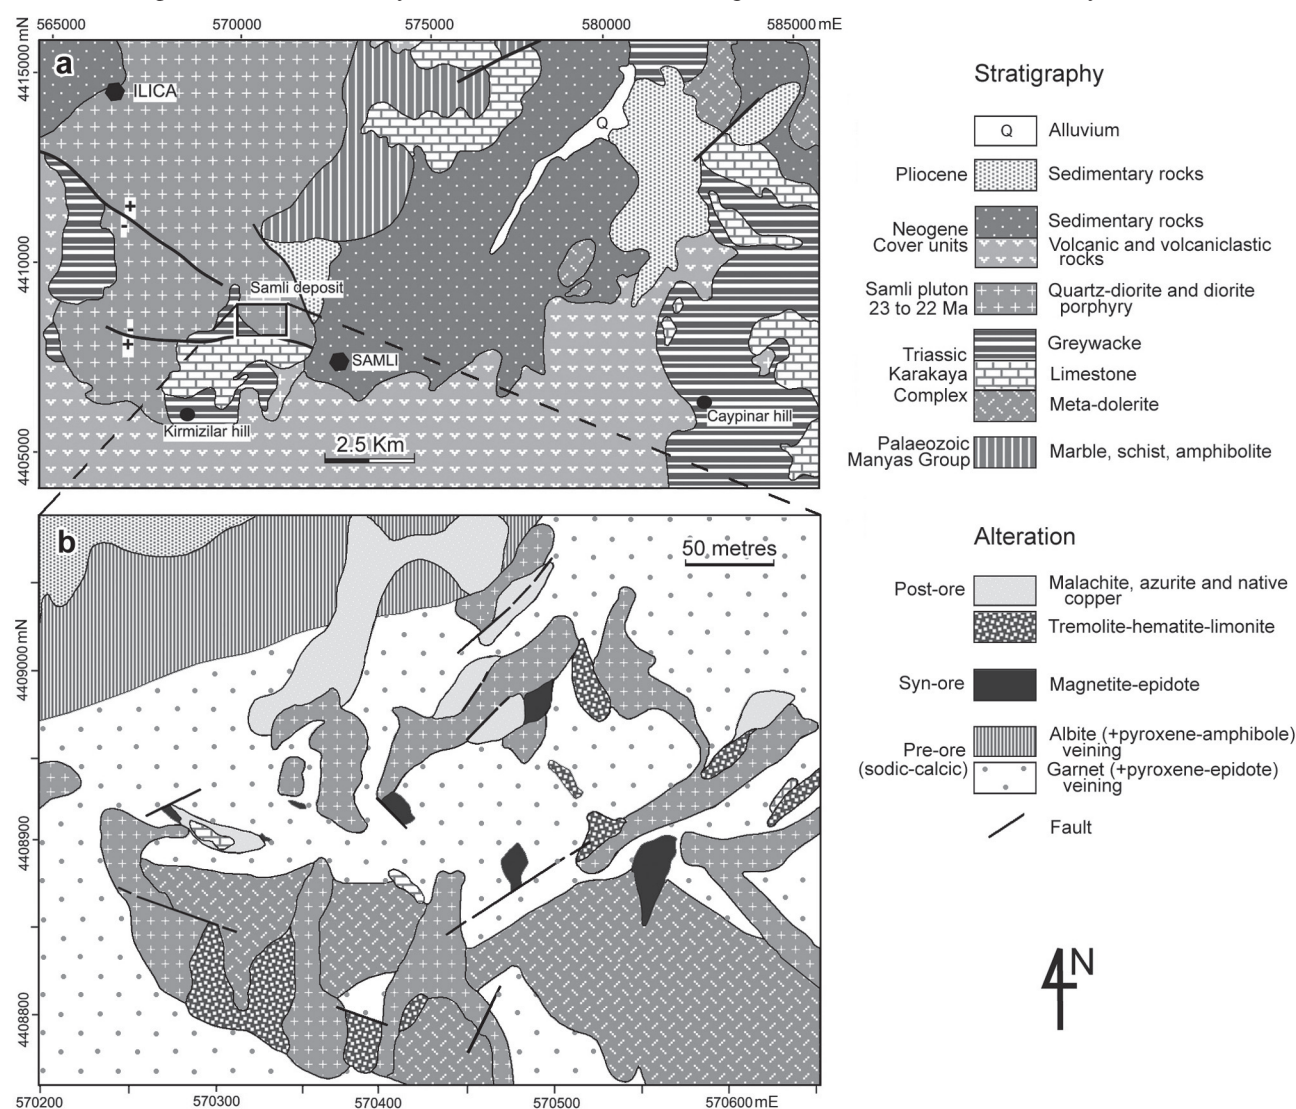 565000 570000 575000 580000 585000 mE
4415000 mN
4410000
4405000
a
ILICA
Q
+
-
-
+
Samli deposit
SAMLI
Kirmizilar hill
Caypinar hill
2.5 Km
Stratigraphy
Q Alluvium
Pliocene Sedimentary rocks
Neogene
Cover units
Sedimentary rocks
Volcanic and volcaniclastic
rocks
Samli pluton
23 to 22 Ma
Quartz-diorite and diorite
porphyry
Triassic
Karakaya
Complex
Greywacke
Limestone
Meta-dolerite
Palaeozoic
Manyas Group
Marble, schist, amphibolite
b
50 metres
4409000 mN
4408900
4408800
570200 570300 570400 570500 570600 mE
Alteration
Post-ore
Malachite, azurite and native
copper
Tremolite-hematite-limonite
Syn-ore Magnetite-epidote
Pre-ore
(sodic-calcic)
Albite (+pyroxene-amphibole)
veining
Garnet (+pyroxene-epidote)
veining
Fault
N